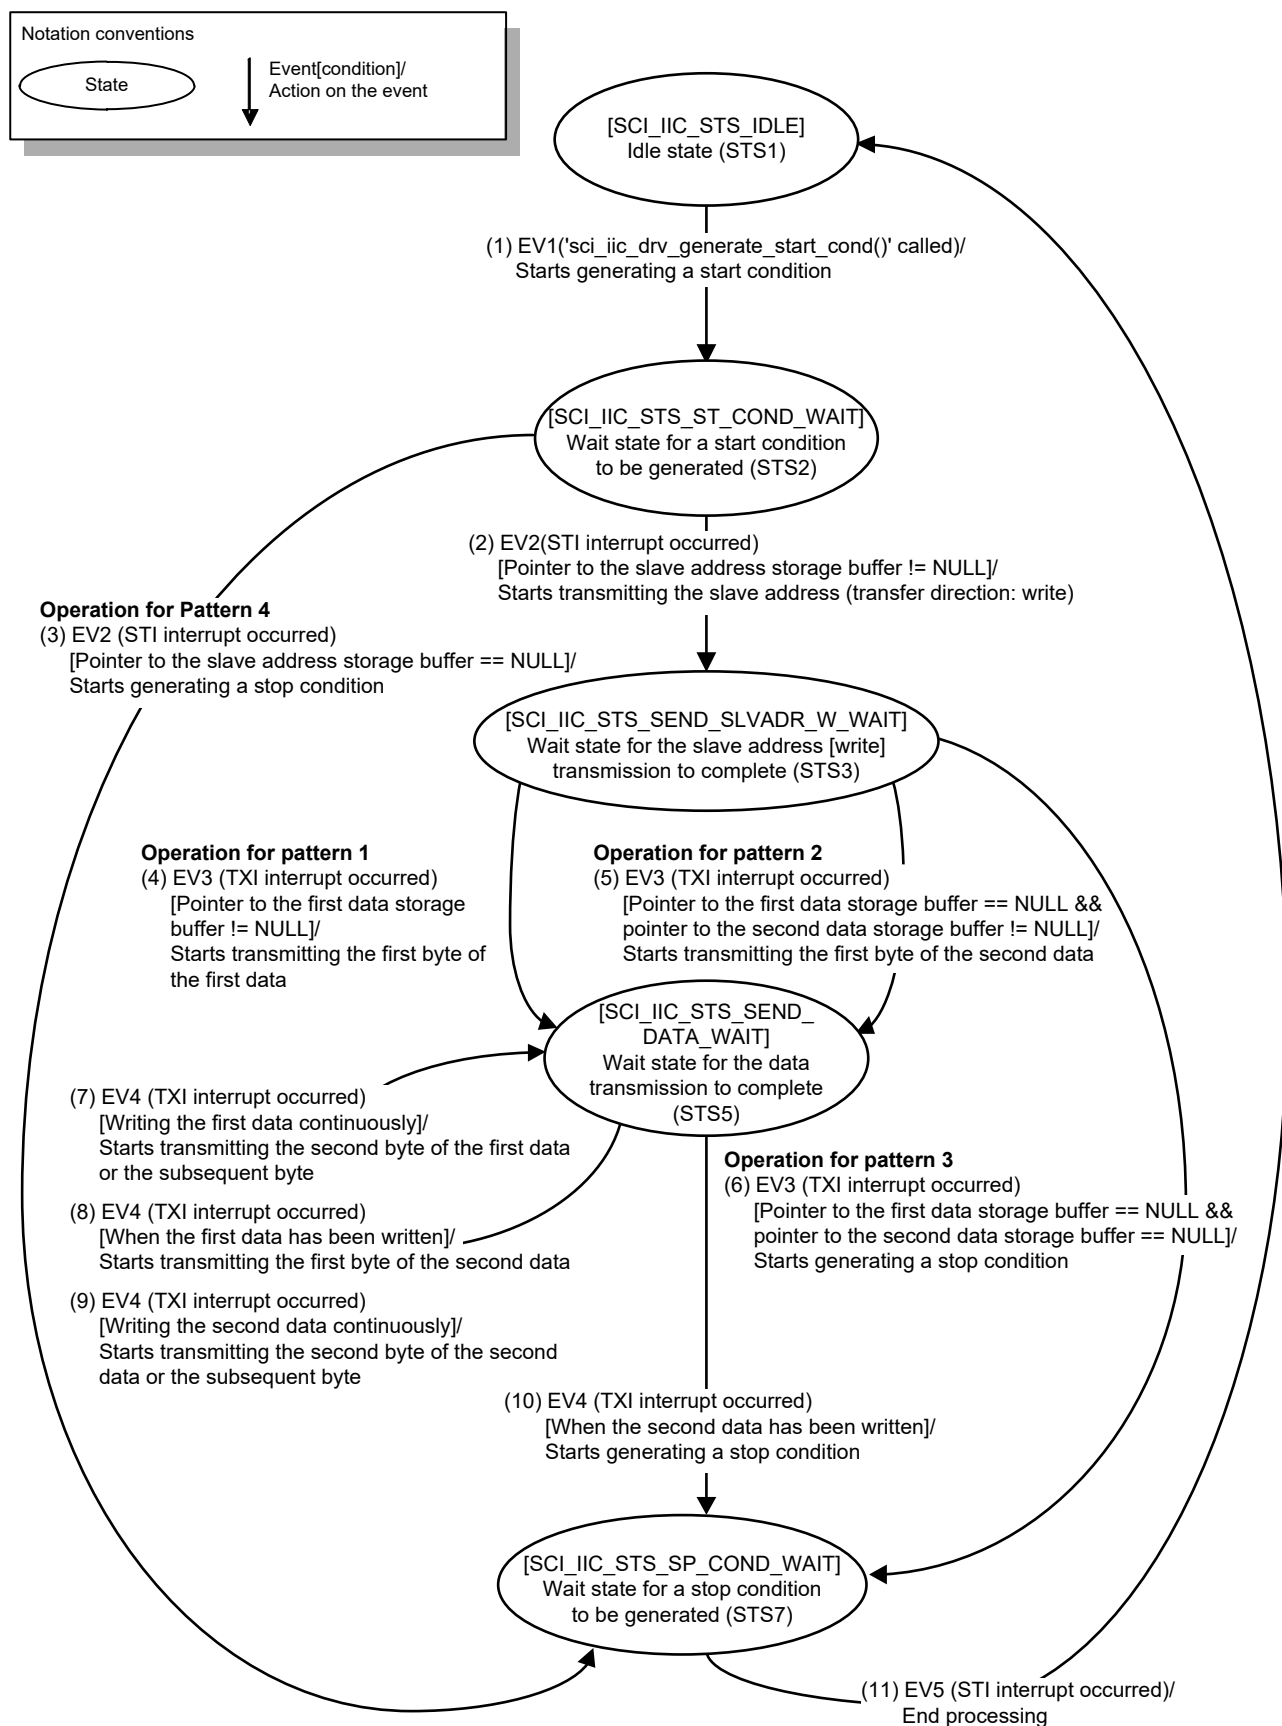 Notation conventions
State
Event[condition]/
Action on the event
[SCI_IIC_STS_IDLE]
Idle state (STS1)
(1) EV1('sci_iic_drv_generate_start_cond()' called)/
Starts generating a start condition
[SCI_IIC_STS_ST_COND_WAIT]
Wait state for a start condition
to be generated (STS2)
(2) EV2(STI interrupt occurred)
[Pointer to the slave address storage buffer != NULL]/
Starts transmitting the slave address (transfer direction: write)
Operation for Pattern 4
(3) EV2 (STI interrupt occurred)
[Pointer to the slave address storage buffer == NULL]/
Starts generating a stop condition
[SCI_IIC_STS_SEND_SLVADR_W_WAIT]
Wait state for the slave address [write]
transmission to complete (STS3)
Operation for pattern 1
(4) EV3 (TXI interrupt occurred)
[Pointer to the first data storage
buffer != NULL]/
Starts transmitting the first byte of
the first data
Operation for pattern 2
(5) EV3 (TXI interrupt occurred)
[Pointer to the first data storage buffer == NULL &&
pointer to the second data storage buffer != NULL]/
Starts transmitting the first byte of the second data
[SCI_IIC_STS_SEND_
DATA_WAIT]
Wait state for the data
transmission to complete
(STS5)
(7) EV4 (TXI interrupt occurred)
[Writing the first data continuously]/
Starts transmitting the second byte of the first data
or the subsequent byte
(8) EV4 (TXI interrupt occurred)
[When the first data has been written]/
Starts transmitting the first byte of the second data
(9) EV4 (TXI interrupt occurred)
[Writing the second data continuously]/
Starts transmitting the second byte of the second
data or the subsequent byte
Operation for pattern 3
(6) EV3 (TXI interrupt occurred)
[Pointer to the first data storage buffer == NULL &&
pointer to the second data storage buffer == NULL]/
Starts generating a stop condition
(10) EV4 (TXI interrupt occurred)
[When the second data has been written]/
Starts generating a stop condition
[SCI_IIC_STS_SP_COND_WAIT]
Wait state for a stop condition
to be generated (STS7)
(11) EV5 (STI interrupt occurred)/
End processing